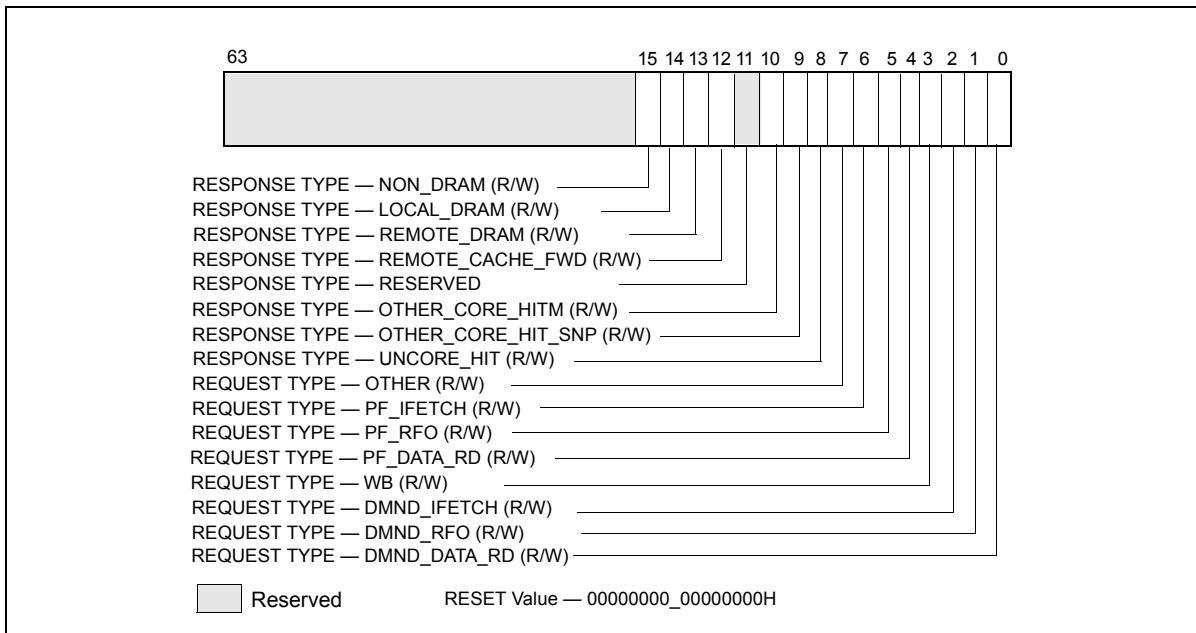 63 15 14 13 12 11 10 9 8 7 6 5 4 3 2 1 0
RESPONSE TYPE — NON_DRAM (R/W)
RESPONSE TYPE — LOCAL_DRAM (R/W)
RESPONSE TYPE — REMOTE_DRAM (R/W)
RESPONSE TYPE — REMOTE_CACHE_FWD (R/W)
RESPONSE TYPE — RESERVED
RESPONSE TYPE — OTHER_CORE_HITM (R/W)
RESPONSE TYPE — OTHER_CORE_HIT_SNP (R/W)
RESPONSE TYPE — UNCORE_HIT (R/W)
REQUEST TYPE — OTHER (R/W)
REQUEST TYPE — PF_IFETCH (R/W)
REQUEST TYPE — PF_RFO (R/W)
REQUEST TYPE — PF_DATA_RD (R/W)
REQUEST TYPE — WB (R/W)
REQUEST TYPE — DMND_IFETCH (R/W)
REQUEST TYPE — DMND_RFO (R/W)
REQUEST TYPE — DMND_DATA_RD (R/W)
Reserved RESET Value — 00000000_00000000H